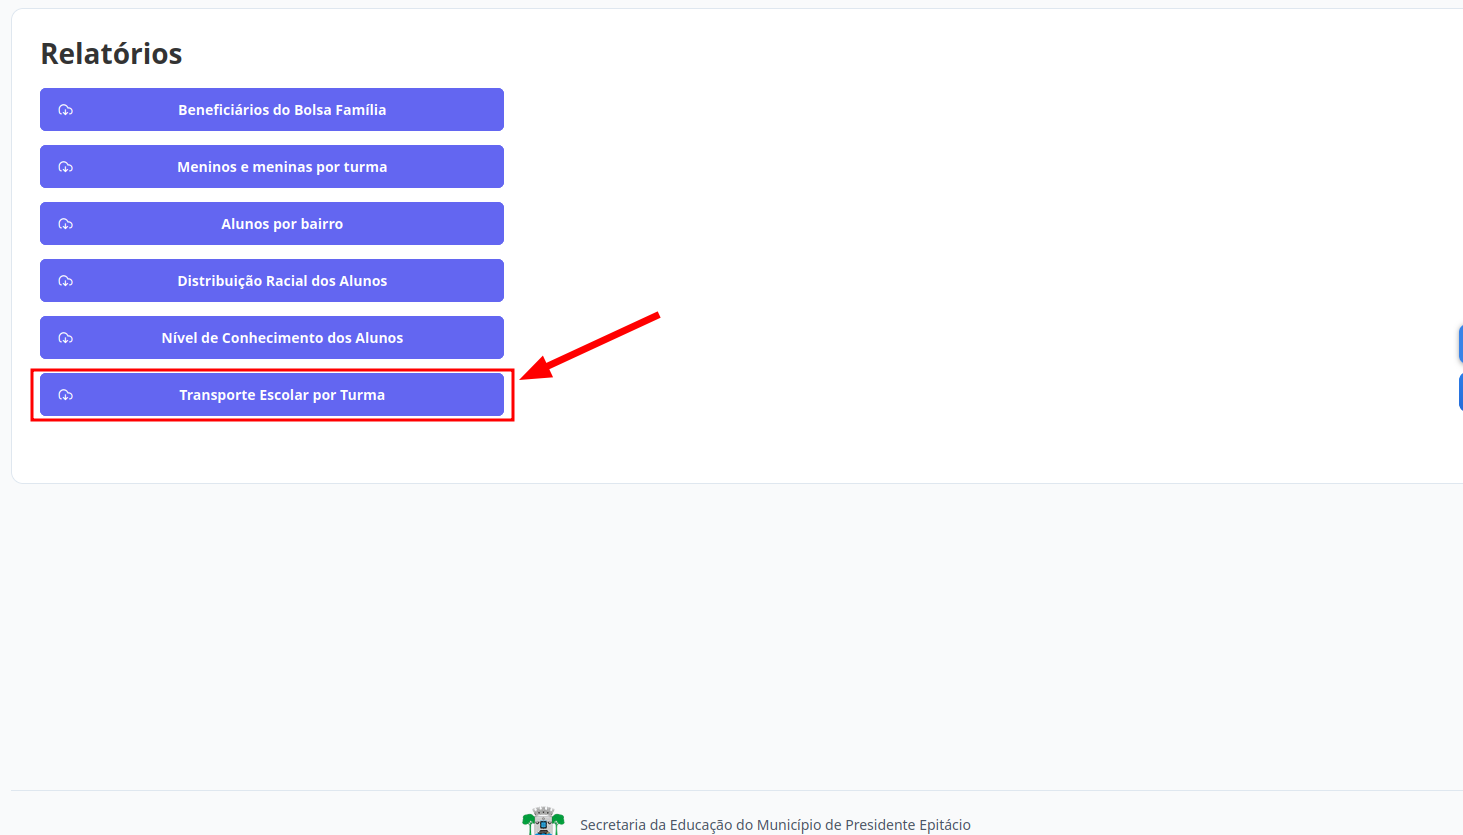 Relatórios
Beneficiários do Bolsa Família
Meninos e meninas por turma
Alunos por bairro
Distribuição Racial dos Alunos
Nível de Conhecimento dos Alunos
Transporte Escolar por Turma
Secretaria da Educação do Município de Presidente Epitácio